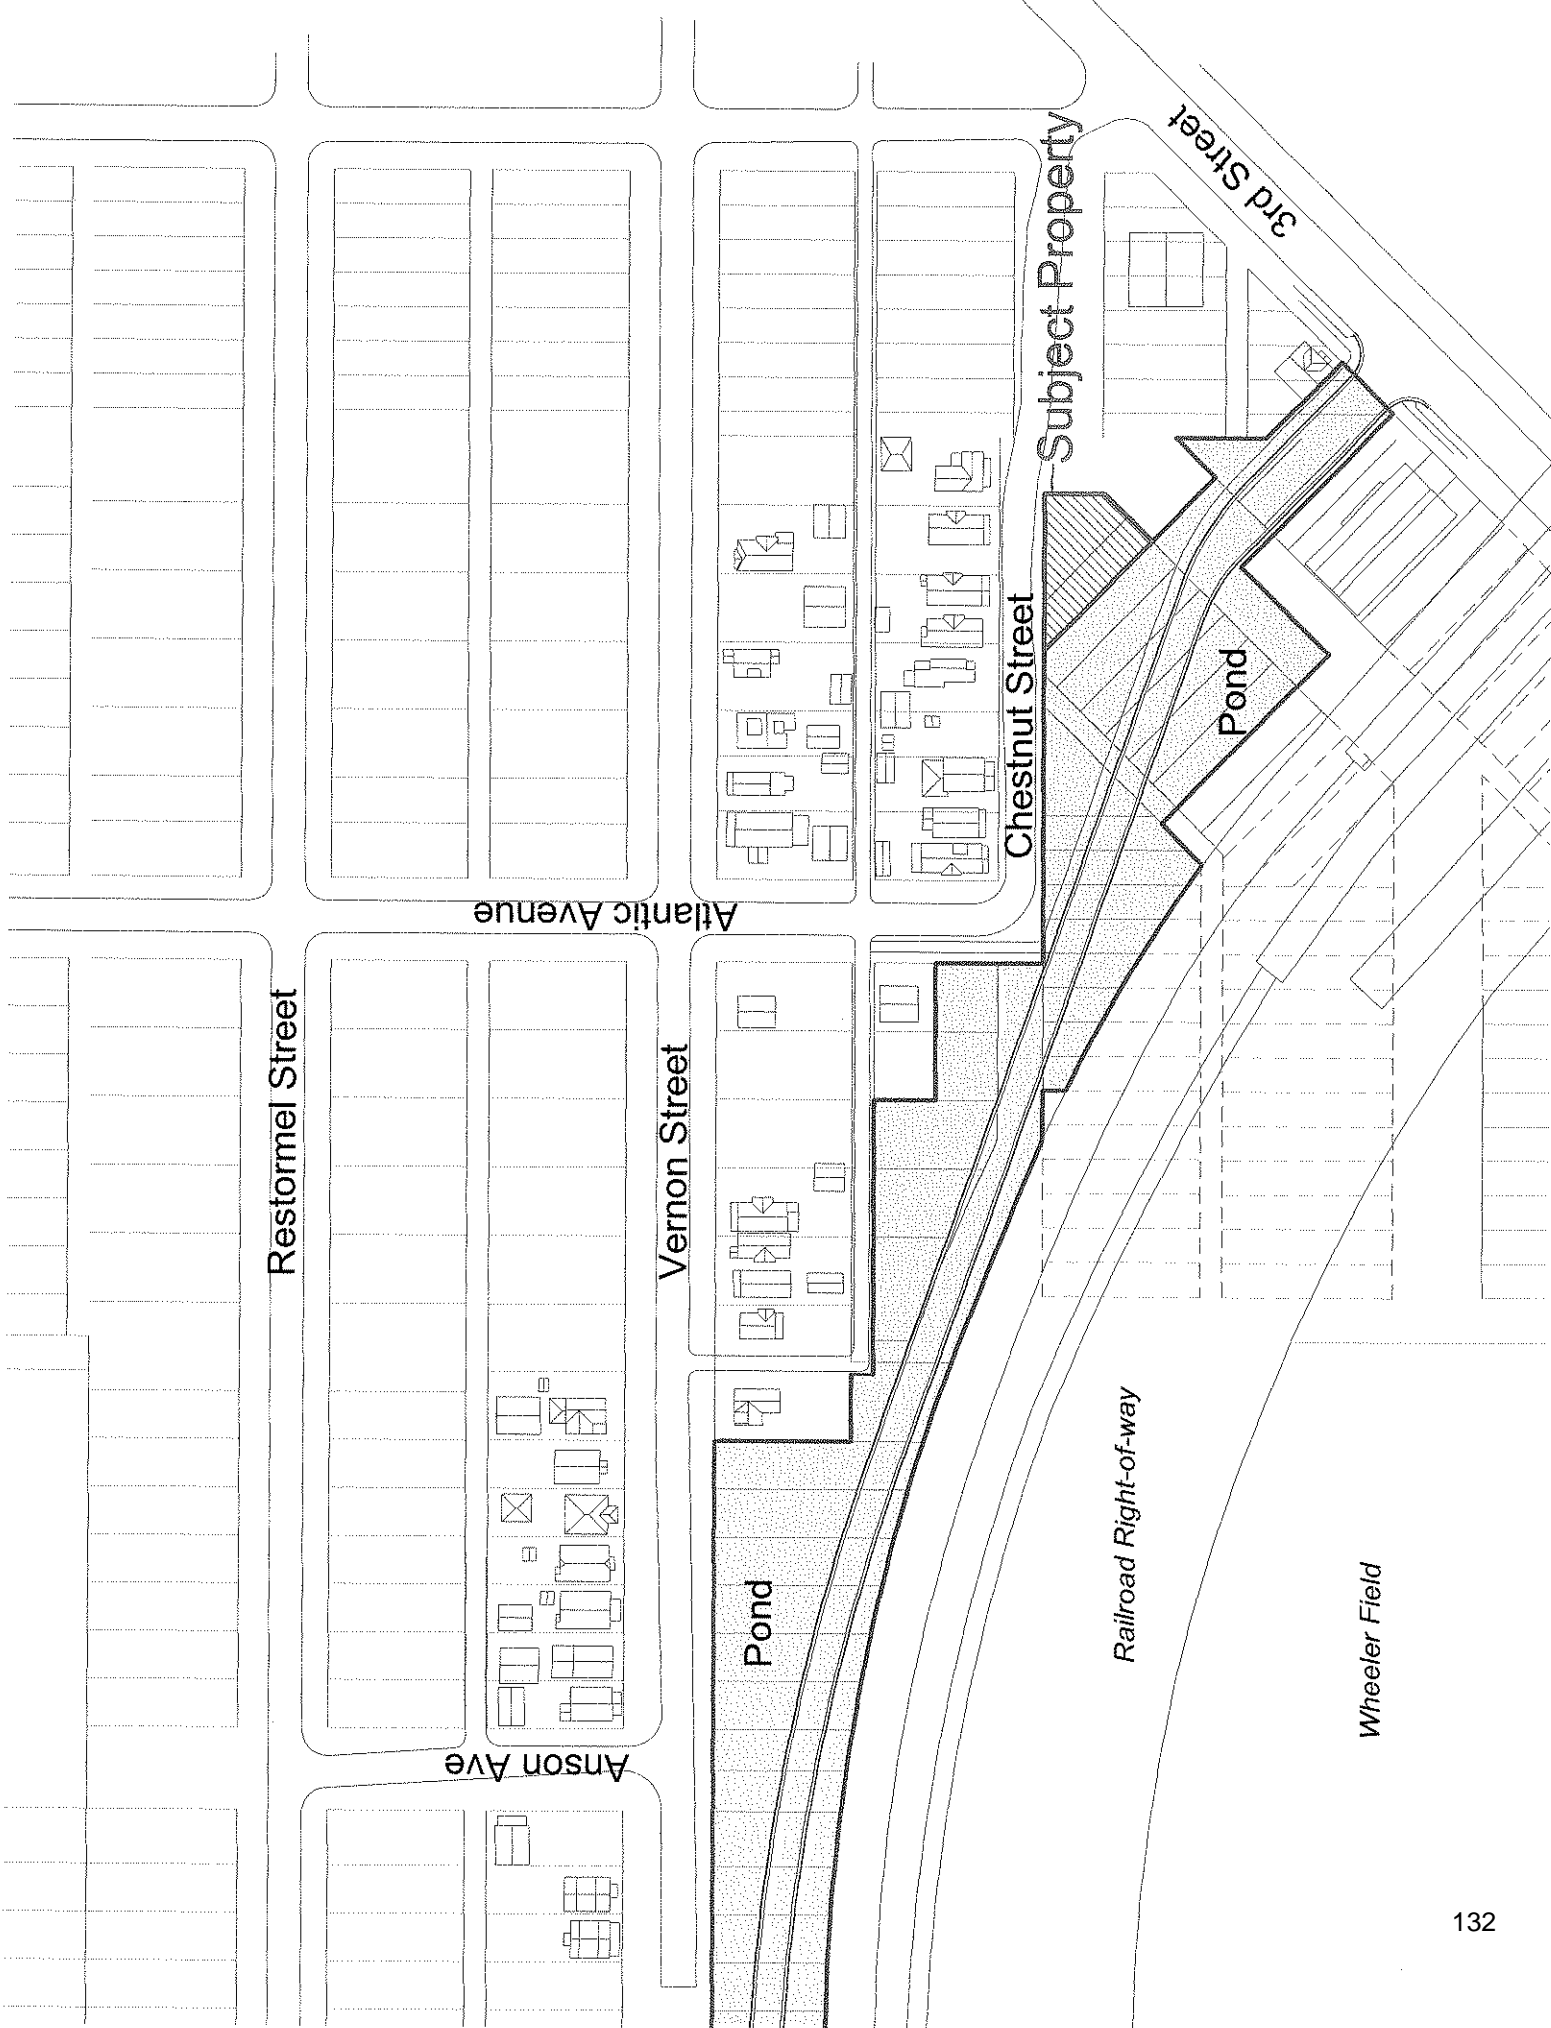 3rd Street
Subject Property
Chestnut Street
Pond
Atlantic Avenue
Restormel Street
Vernon Street
Railroad Right-of-way
Wheeler Field
Pond
Anson Ave
132